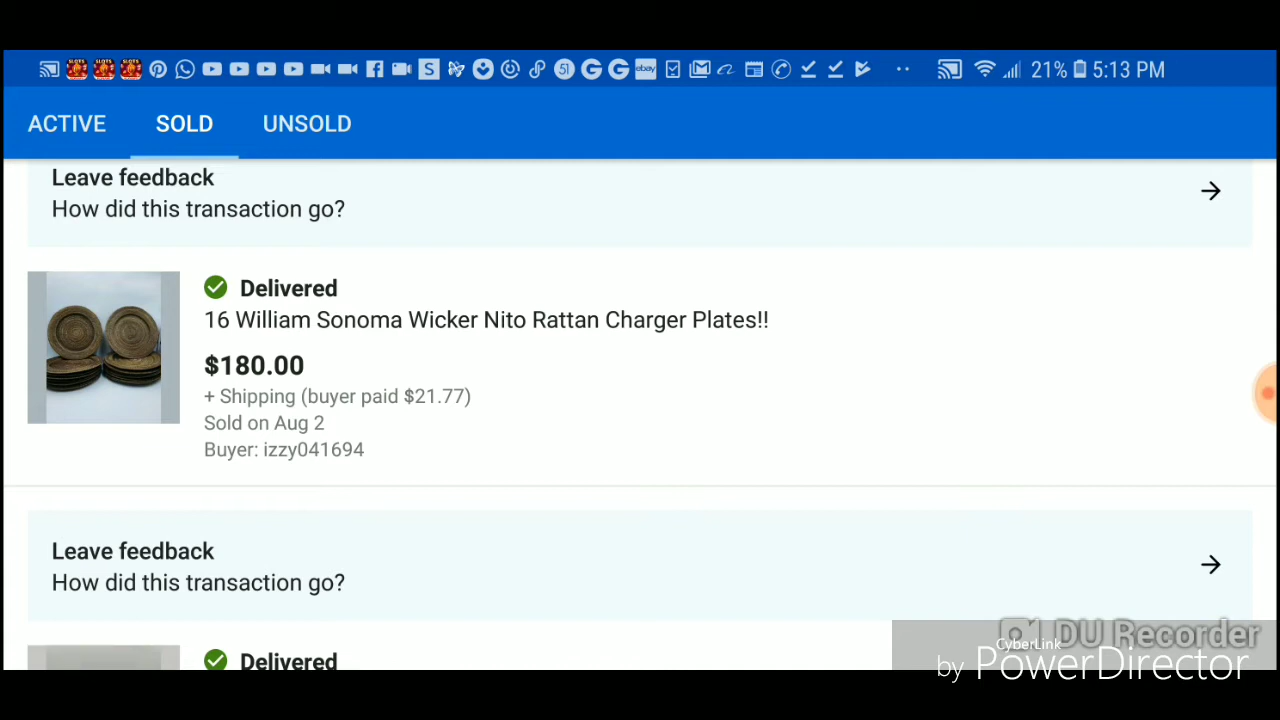 21% 5:13 PM
ACTIVE SOLD UNSOLD
Leave feedback
How did this transaction go?
Delivered
16 William Sonoma Wicker Nito Rattan Charger Plates!!
$180.00
+ Shipping (buyer paid $21.77)
Sold on Aug 2
Buyer: izzy041694
Leave feedback
How did this transaction go?
Delivered
DU Recorder
CyberLink
by PowerDirector